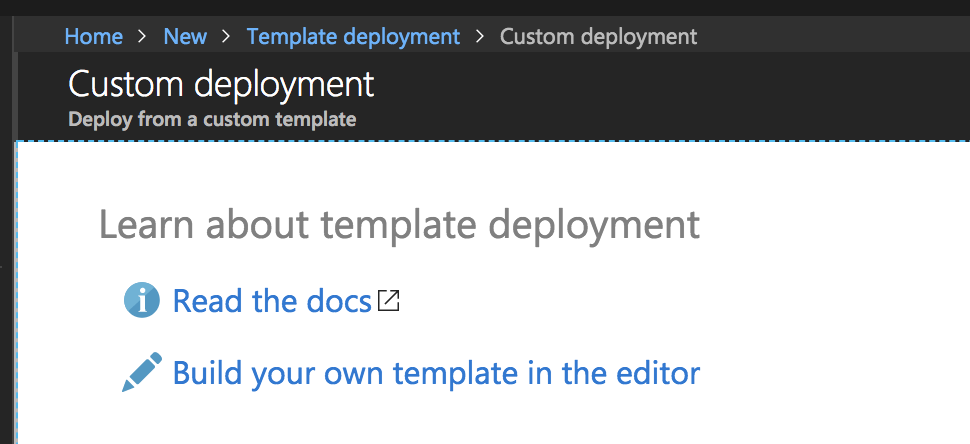 Home > New > Template deployment > Custom deployment
Custom deployment
Deploy from a custom template
Learn about template deployment
Read the docs
Build your own template in the editor